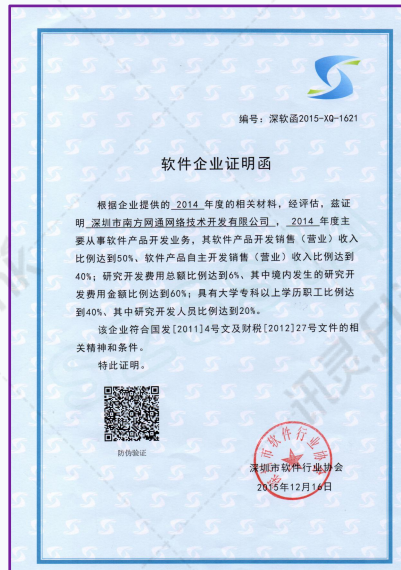 编号：深软函2015-XQ-1621
软件企业证明函
根据企业提供的 2014 年度的相关材料，经评估，兹证
明 深圳市南方网通网络技术开发有限公司 ， 2014 年度主
要从事软件产品开发业务，其软件产品开发销售（营业）收入
比例达到50%、软件产品自主开发销售（营业）收入比例达到
40%；研究开发费用总额比例达到6%、其中境内发生的研究开
发费用金额比例达到60%；具有大学专科以上学历职工比例达
到40%、其中研究开发人员比例达到20%。
该企业符合国发[2011]4号文及财税[2012]27号文件的相
关精神和条件。
特此证明。
防伪验证
深圳市软件行业协会
2015年12月16日